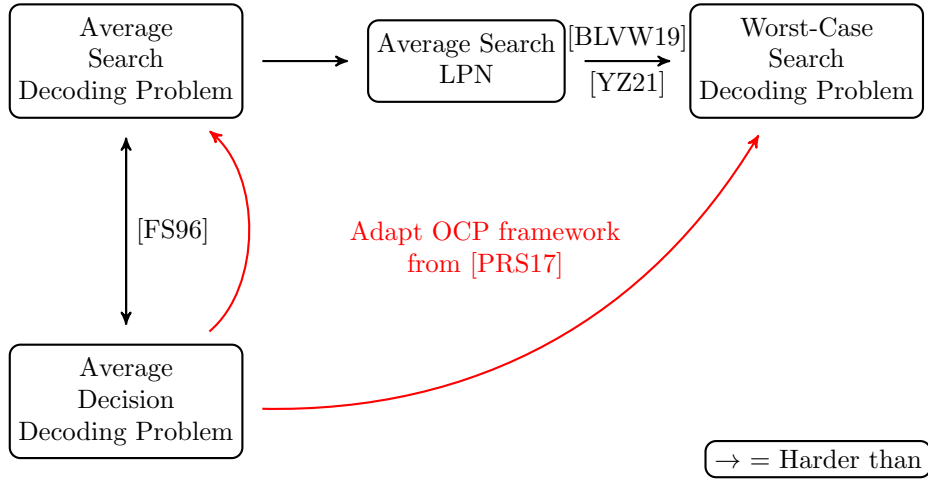 Average
Search
Decoding Problem
Average Search
LPN
[BLVW19]
[YZ21]
Worst-Case
Search
Decoding Problem
[FS96]
Adapt OCP framework
from [PRS17]
Average
Decision
Decoding Problem
→ = Harder than